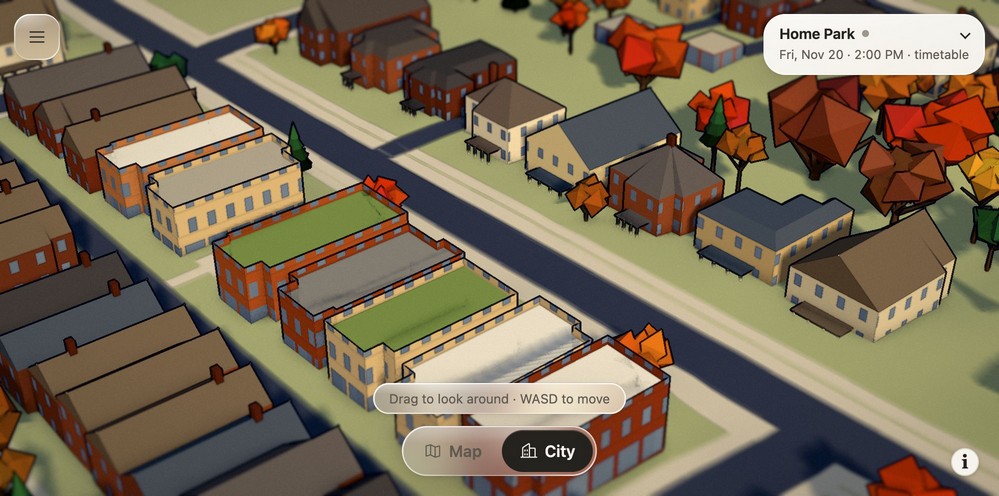 Home Park
Fri, Nov 20 · 2:00 PM · timetable
Drag to look around · WASD to move
Map
City
i